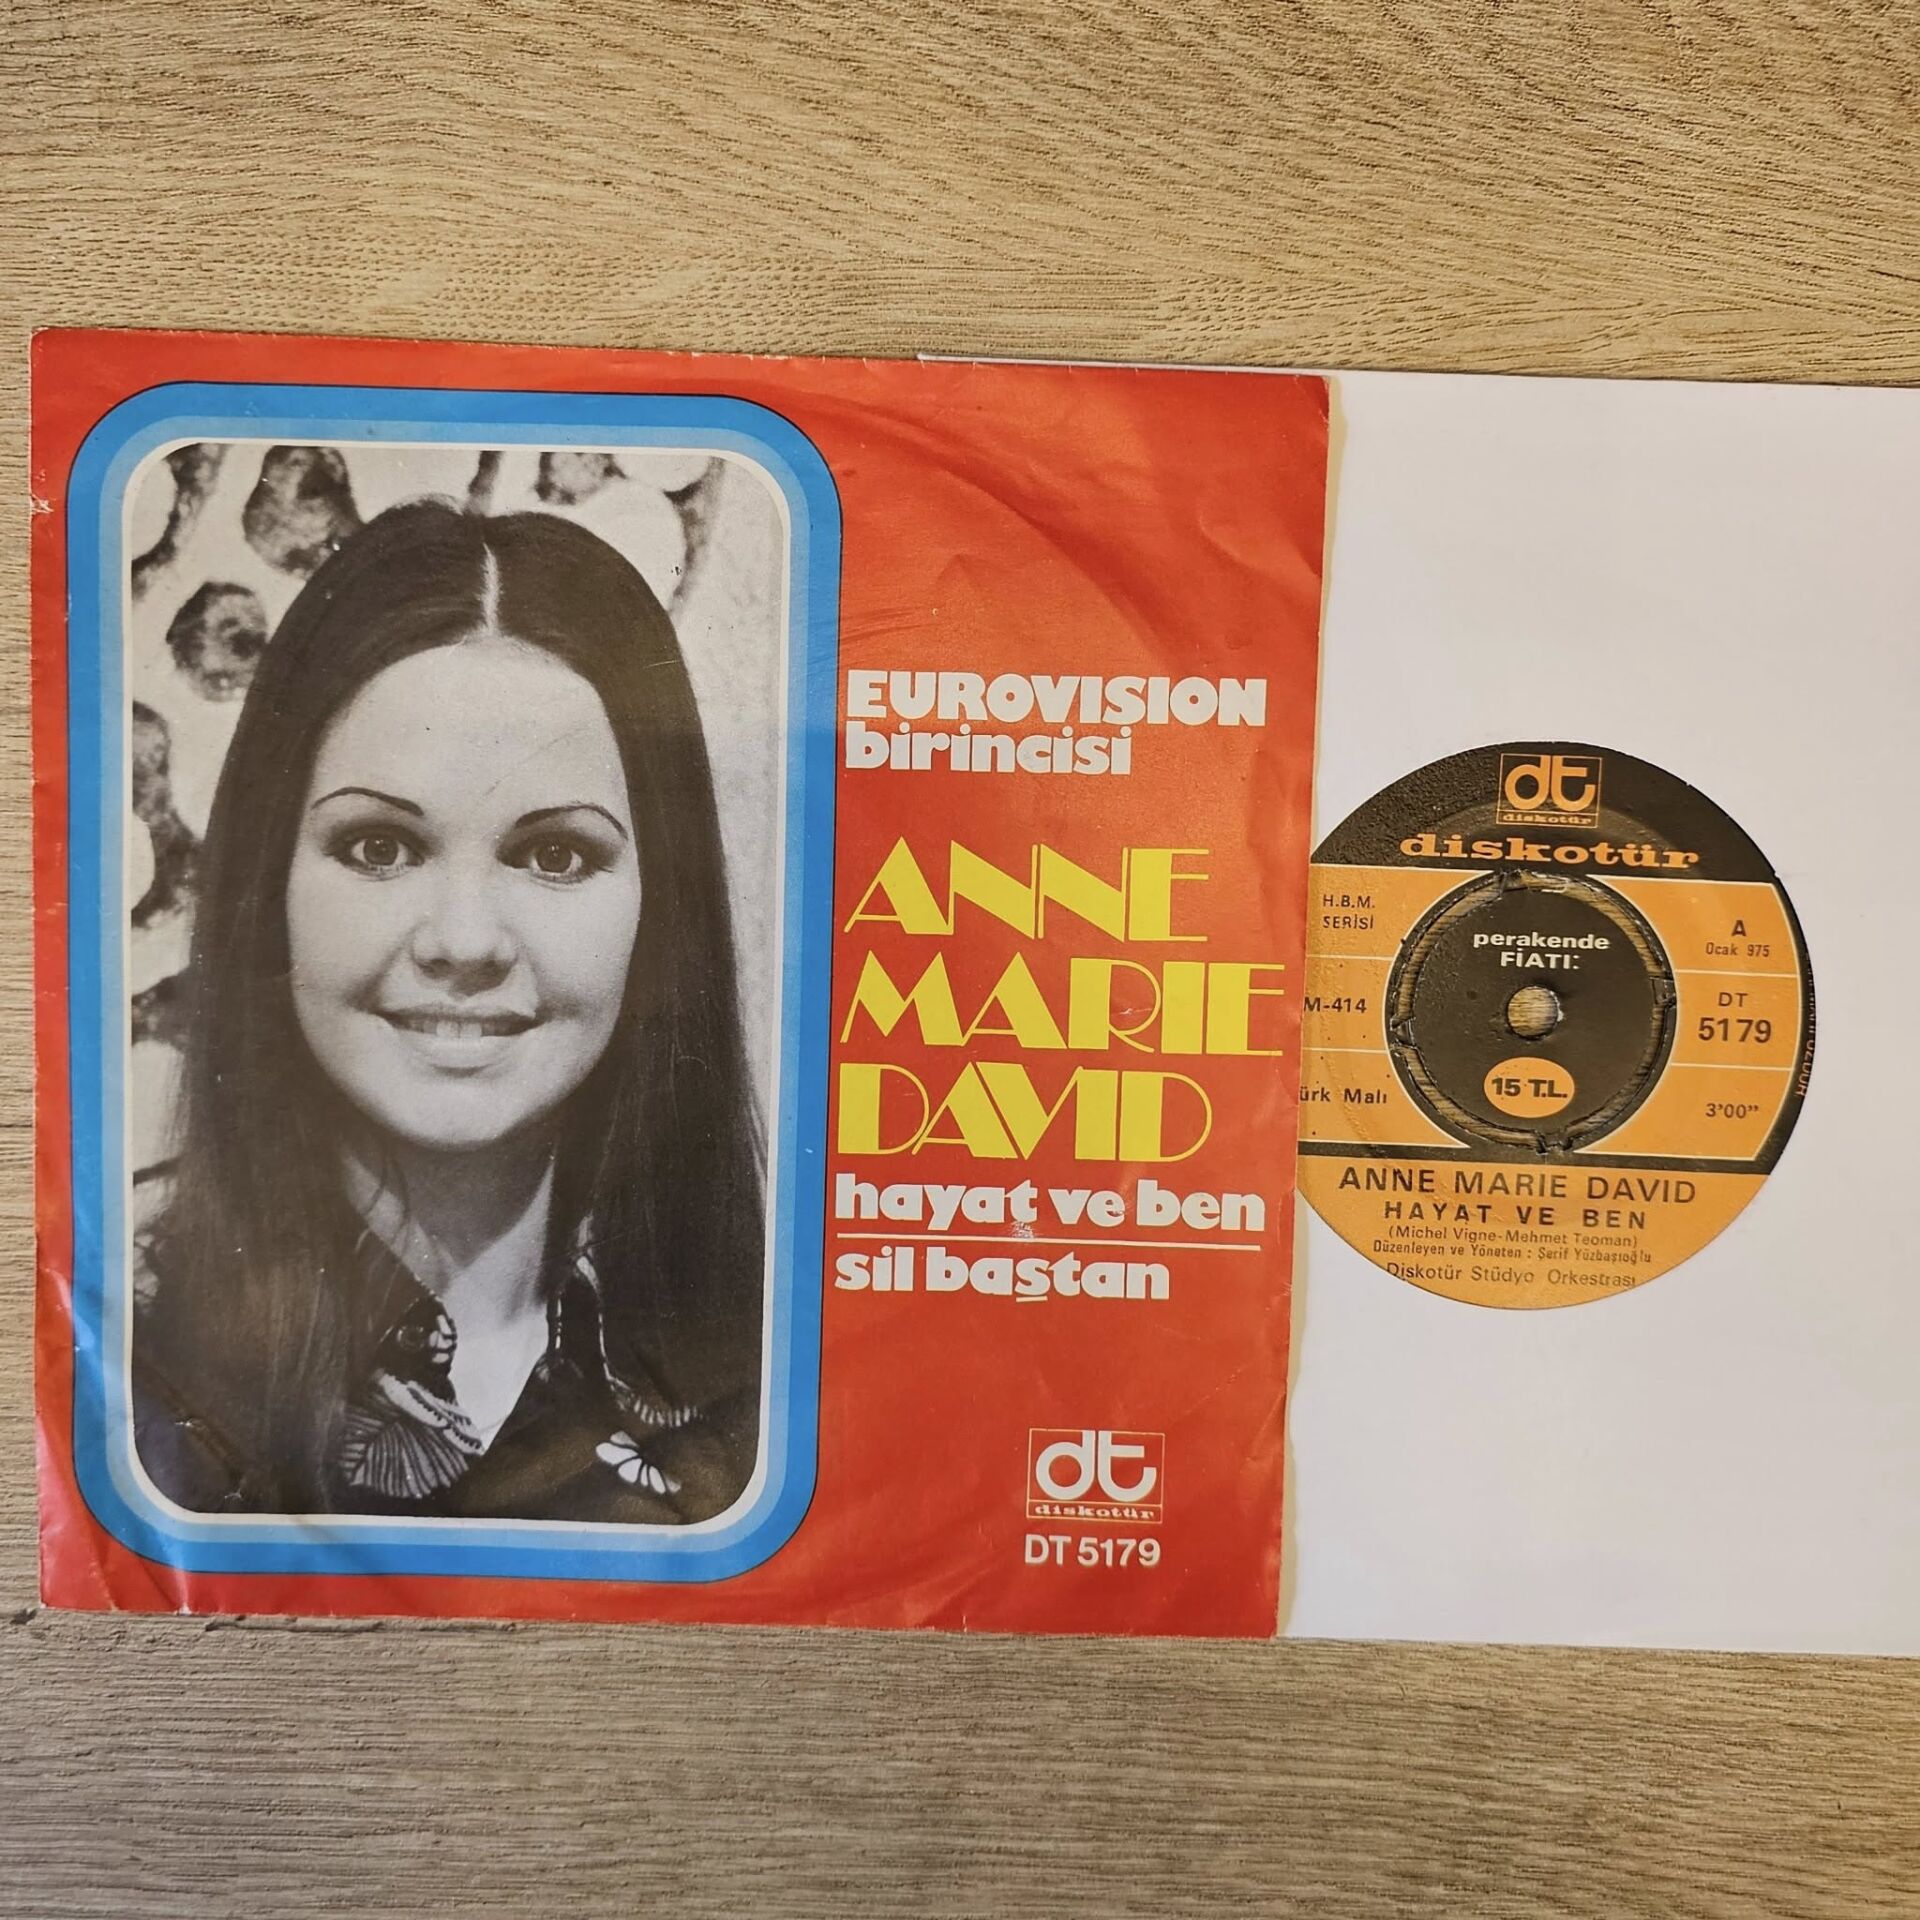 EUROVISION
birincisi
ANNE
MARIE
DAVID
hayat ve ben
sil baştan
dt
diskotür
DT 5179
dt
diskotür
diskotür
H.B.M.
SERİSİ
M-414
ürk Malı
perakende
FİATI:
15 T.L.
A
Ocak 975
DT
5179
3'00"
ANNE MARIE DAVID
HAYAT VE BEN
(Michel Vigne-Mehmet Teoman)
Düzenleyen ve Yöneten : Şerif Yüzbaşıoğlu
Diskotür Stüdyo Orkestrası